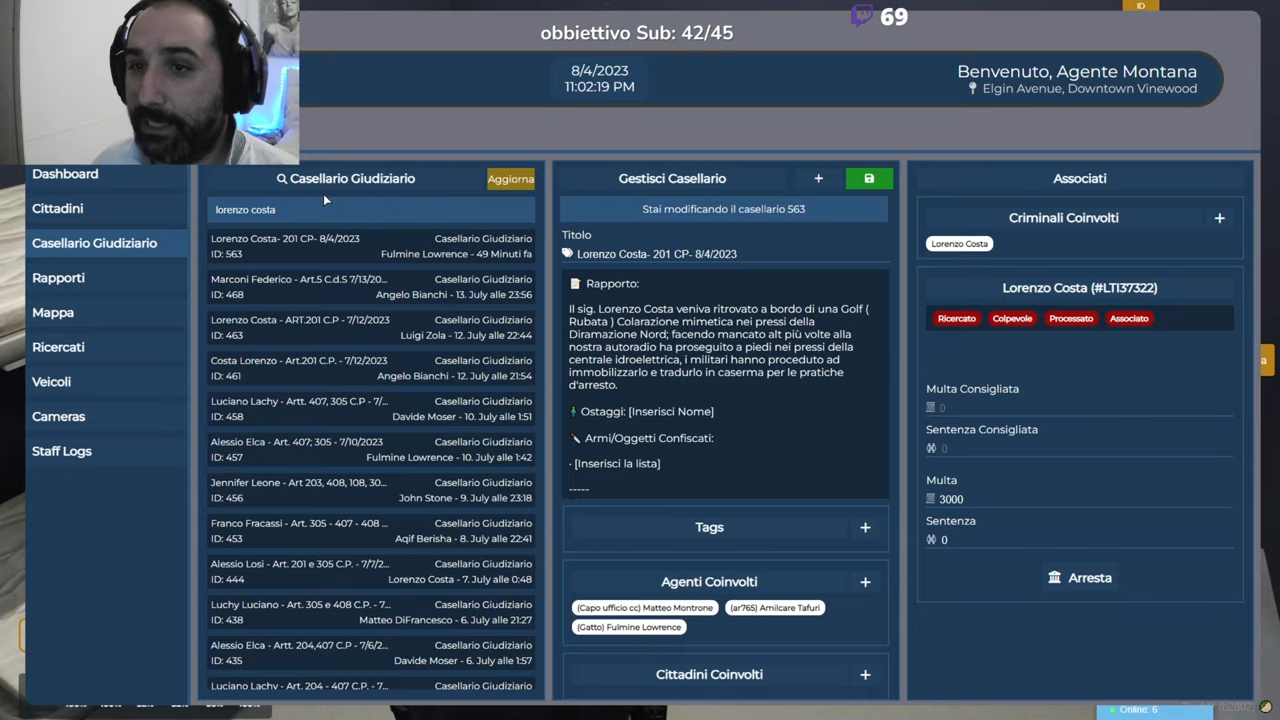 ID
69
obbiettivo Sub: 42/45
8/4/2023
11:02:19 PM
Benvenuto, Agente Montana
Elgin Avenue, Downtown Vinewood
Dashboard
Cittadini
Casellario Giudiziario
Rapporti
Mappa
Ricercati
Veicoli
Cameras
Staff Logs
Casellario Giudiziario
Aggiorna
lorenzo costa
Lorenzo Costa- 201 CP- 8/4/2023 Casellario Giudiziario
ID: 563 Fulmine Lowrence - 49 Minuti fa
Marconi Federico - Art.5 C.d.S 7/13/20... Casellario Giudiziario
ID: 468 Angelo Bianchi - 13. July alle 23:56
Lorenzo Costa - ART.201 C.P - 7/12/2023 Casellario Giudiziario
ID: 463 Luigi Zola - 12. July alle 22:44
Costa Lorenzo - Art.201 C.P - 7/12/2023 Casellario Giudiziario
ID: 461 Angelo Bianchi - 12. July alle 21:54
Luciano Lachy - Artt. 407, 305 C.P - 7/... Casellario Giudiziario
ID: 458 Davide Moser - 10. July alle 1:51
Alessio Elca - Art. 407; 305 - 7/10/2023 Casellario Giudiziario
ID: 457 Fulmine Lowrence - 10. July alle 1:42
Jennifer Leone - Art 203, 408, 108, 30... Casellario Giudiziario
ID: 456 John Stone - 9. July alle 23:18
Franco Fracassi - Art. 305 - 407 - 408 ... Casellario Giudiziario
ID: 453 Aqif Berisha - 8. July alle 22:41
Alessio Losi - Art. 201 e 305 C.P. - 7/7/2... Casellario Giudiziario
ID: 444 Lorenzo Costa - 7. July alle 0:48
Luchy Luciano - Art. 305 e 408 C.P. - 7... Casellario Giudiziario
ID: 438 Matteo DiFrancesco - 6. July alle 21:27
Alessio Elca - Artt. 204,407 C.P - 7/6/2... Casellario Giudiziario
ID: 435 Davide Moser - 6. July alle 1:57
Luciano Lachy - Art. 204 - 407 C.P. - 7... Casellario Giudiziario
Gestisci Casellario +
Stai modificando il casellario 563
Titolo
Lorenzo Costa- 201 CP- 8/4/2023
Rapporto:
Il sig. Lorenzo Costa veniva ritrovato a bordo di una Golf (
Rubata ) Colarazione mimetica nei pressi della
Diramazione Nord; facendo mancato alt più volte alla
nostra autoradio ha proseguito a piedi nei pressi della
centrale idroelettrica, i militari hanno proceduto ad
immobilizzarlo e tradurlo in caserma per le pratiche
d'arresto.
Ostaggi: [Inserisci Nome]
Armi/Oggetti Confiscati:
· [Inserisci la lista]
-----
Tags +
Agenti Coinvolti +
(Capo ufficio cc) Matteo Montrone (ar765) Amilcare Tafuri
(Gatto) Fulmine Lowrence
Cittadini Coinvolti +
Associati
Criminali Coinvolti +
Lorenzo Costa
Lorenzo Costa (#LTI37322)
Ricercato Colpevole Processato Associato
Multa Consigliata
0
Sentenza Consigliata
0
Multa
3000
Sentenza
0
Arresta
Online: 6